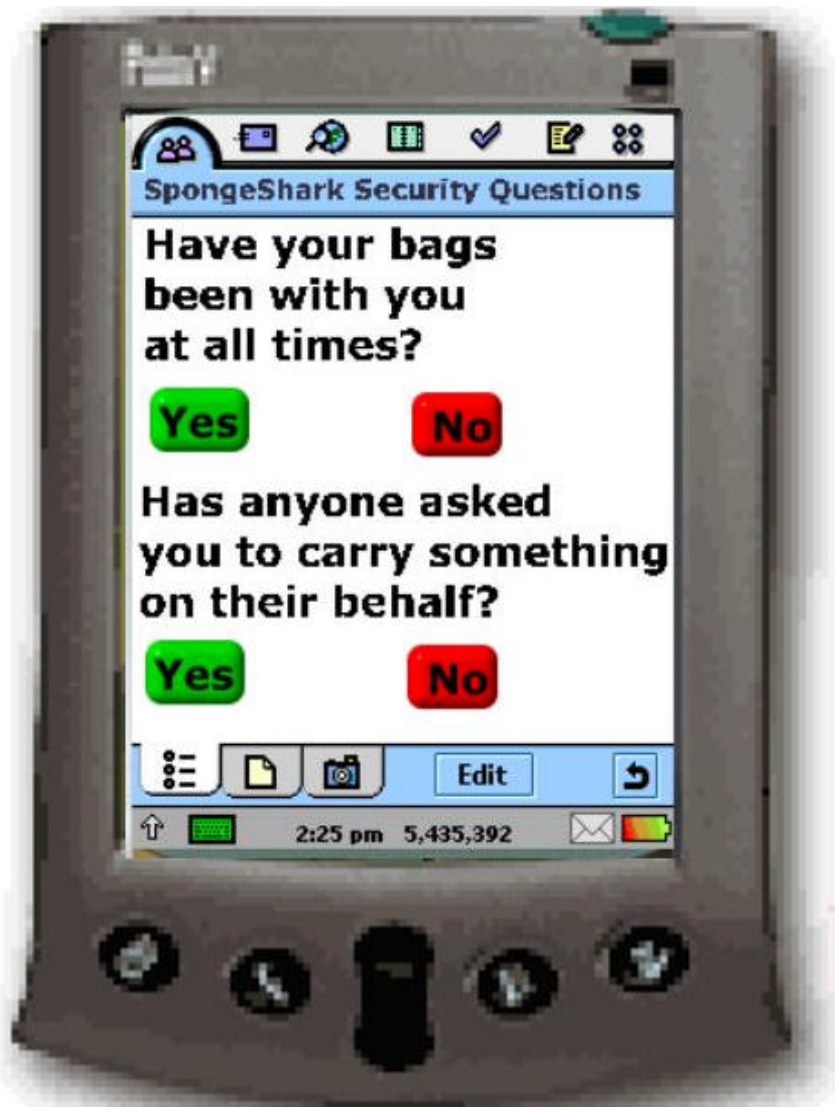 SpongeShark Security Questions
Have your bags
been with you
at all times?
Yes No
Has anyone asked
you to carry something
on their behalf?
Yes No
Edit
2:25 pm 5,435,392